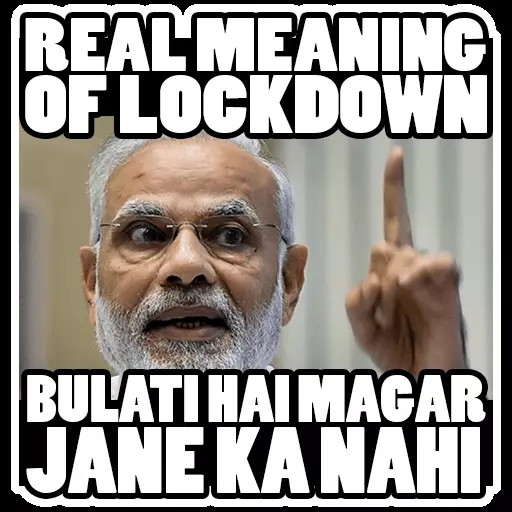 REAL MEANING
OF LOCKDOWN
BULATI HAI MAGAR
JANE KA NAHI